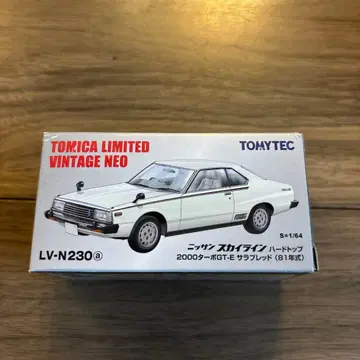 TOMICA LIMITED
VINTAGE NEO
TOMYTEC
S=1/64
LV-N230ⓐ
ニッサン スカイライン ハードトップ
2000ターボGT-E サラブレッド (81年式)